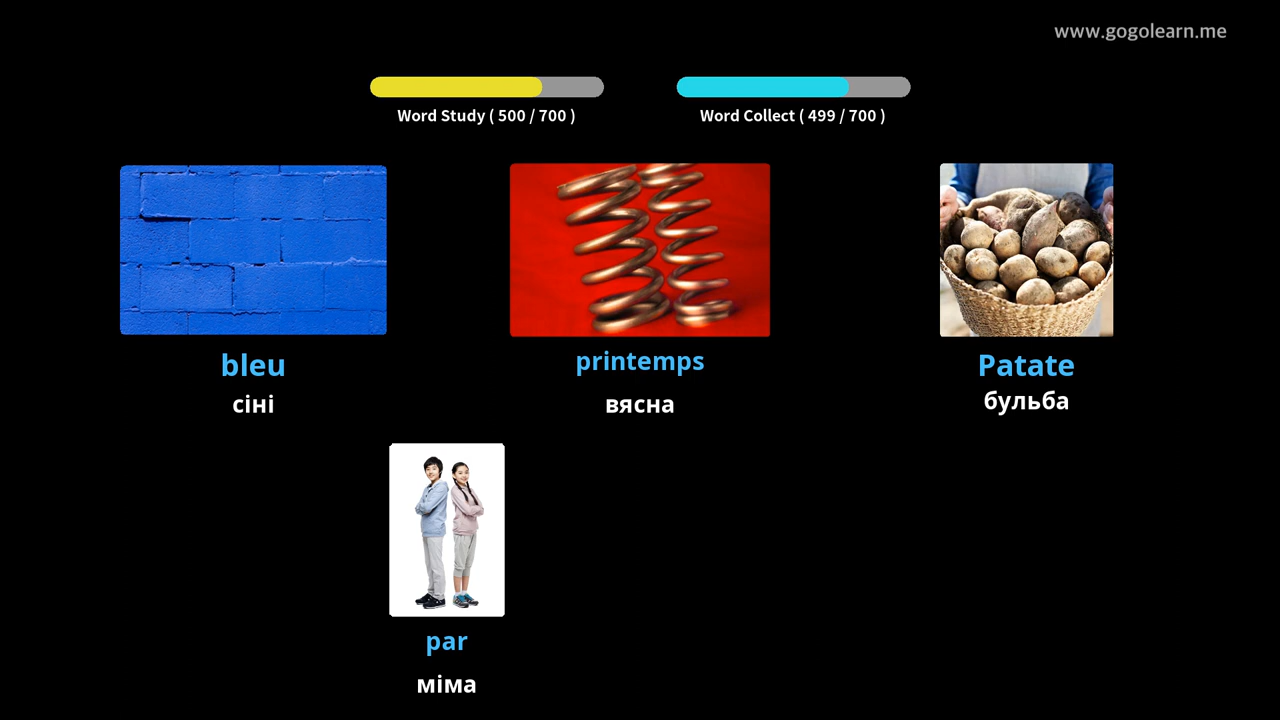 www.gogolearn.me
Word Study ( 500 / 700 )
Word Collect ( 499 / 700 )
bleu
printemps
Patate
сіні
вясна
бульба
par
міма